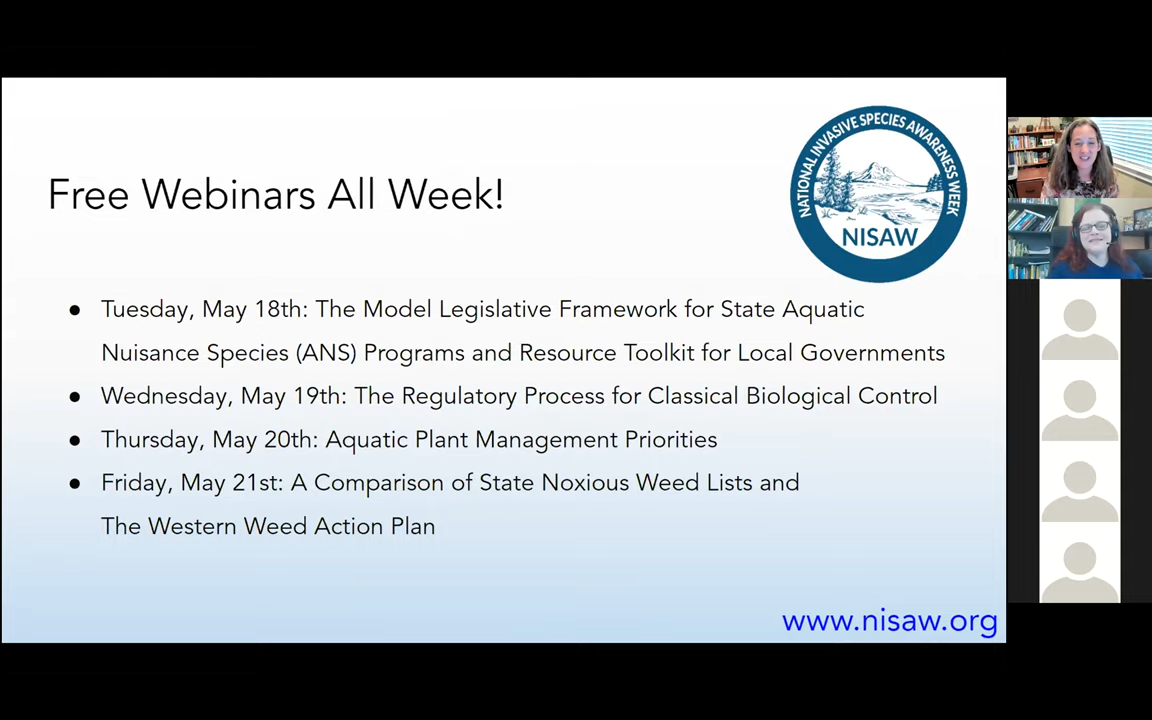 NATIONAL INVASIVE SPECIES AWARENESS WEEK
NISAW
Free Webinars All Week!
● Tuesday, May 18th: The Model Legislative Framework for State Aquatic
Nuisance Species (ANS) Programs and Resource Toolkit for Local Governments
● Wednesday, May 19th: The Regulatory Process for Classical Biological Control
● Thursday, May 20th: Aquatic Plant Management Priorities
● Friday, May 21st: A Comparison of State Noxious Weed Lists and
The Western Weed Action Plan
www.nisaw.org